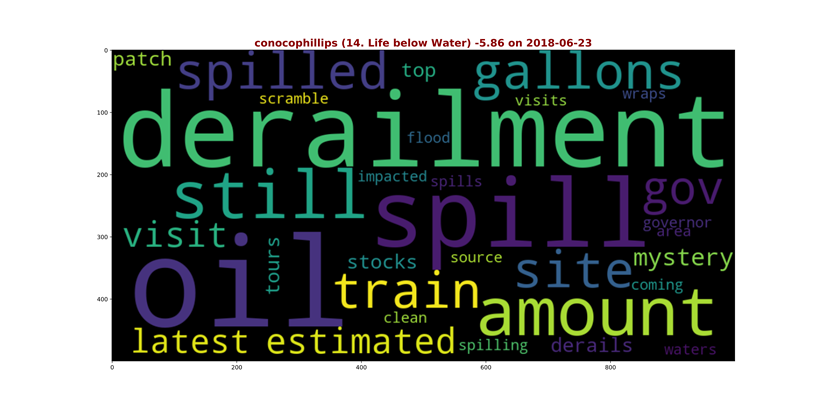 conocophillips (14. Life below Water) -5.86 on 2018-06-23
patch
spilled
top
gallons
scramble
visits
wraps
derailment
flood
still
impacted
spills
spill
gov
governor
area
visit
oil
tours
stocks
source
site
mystery
coming
train
amount
clean
latest
estimated
spilling
derails
waters
0
100
200
300
400
0
200
400
600
800